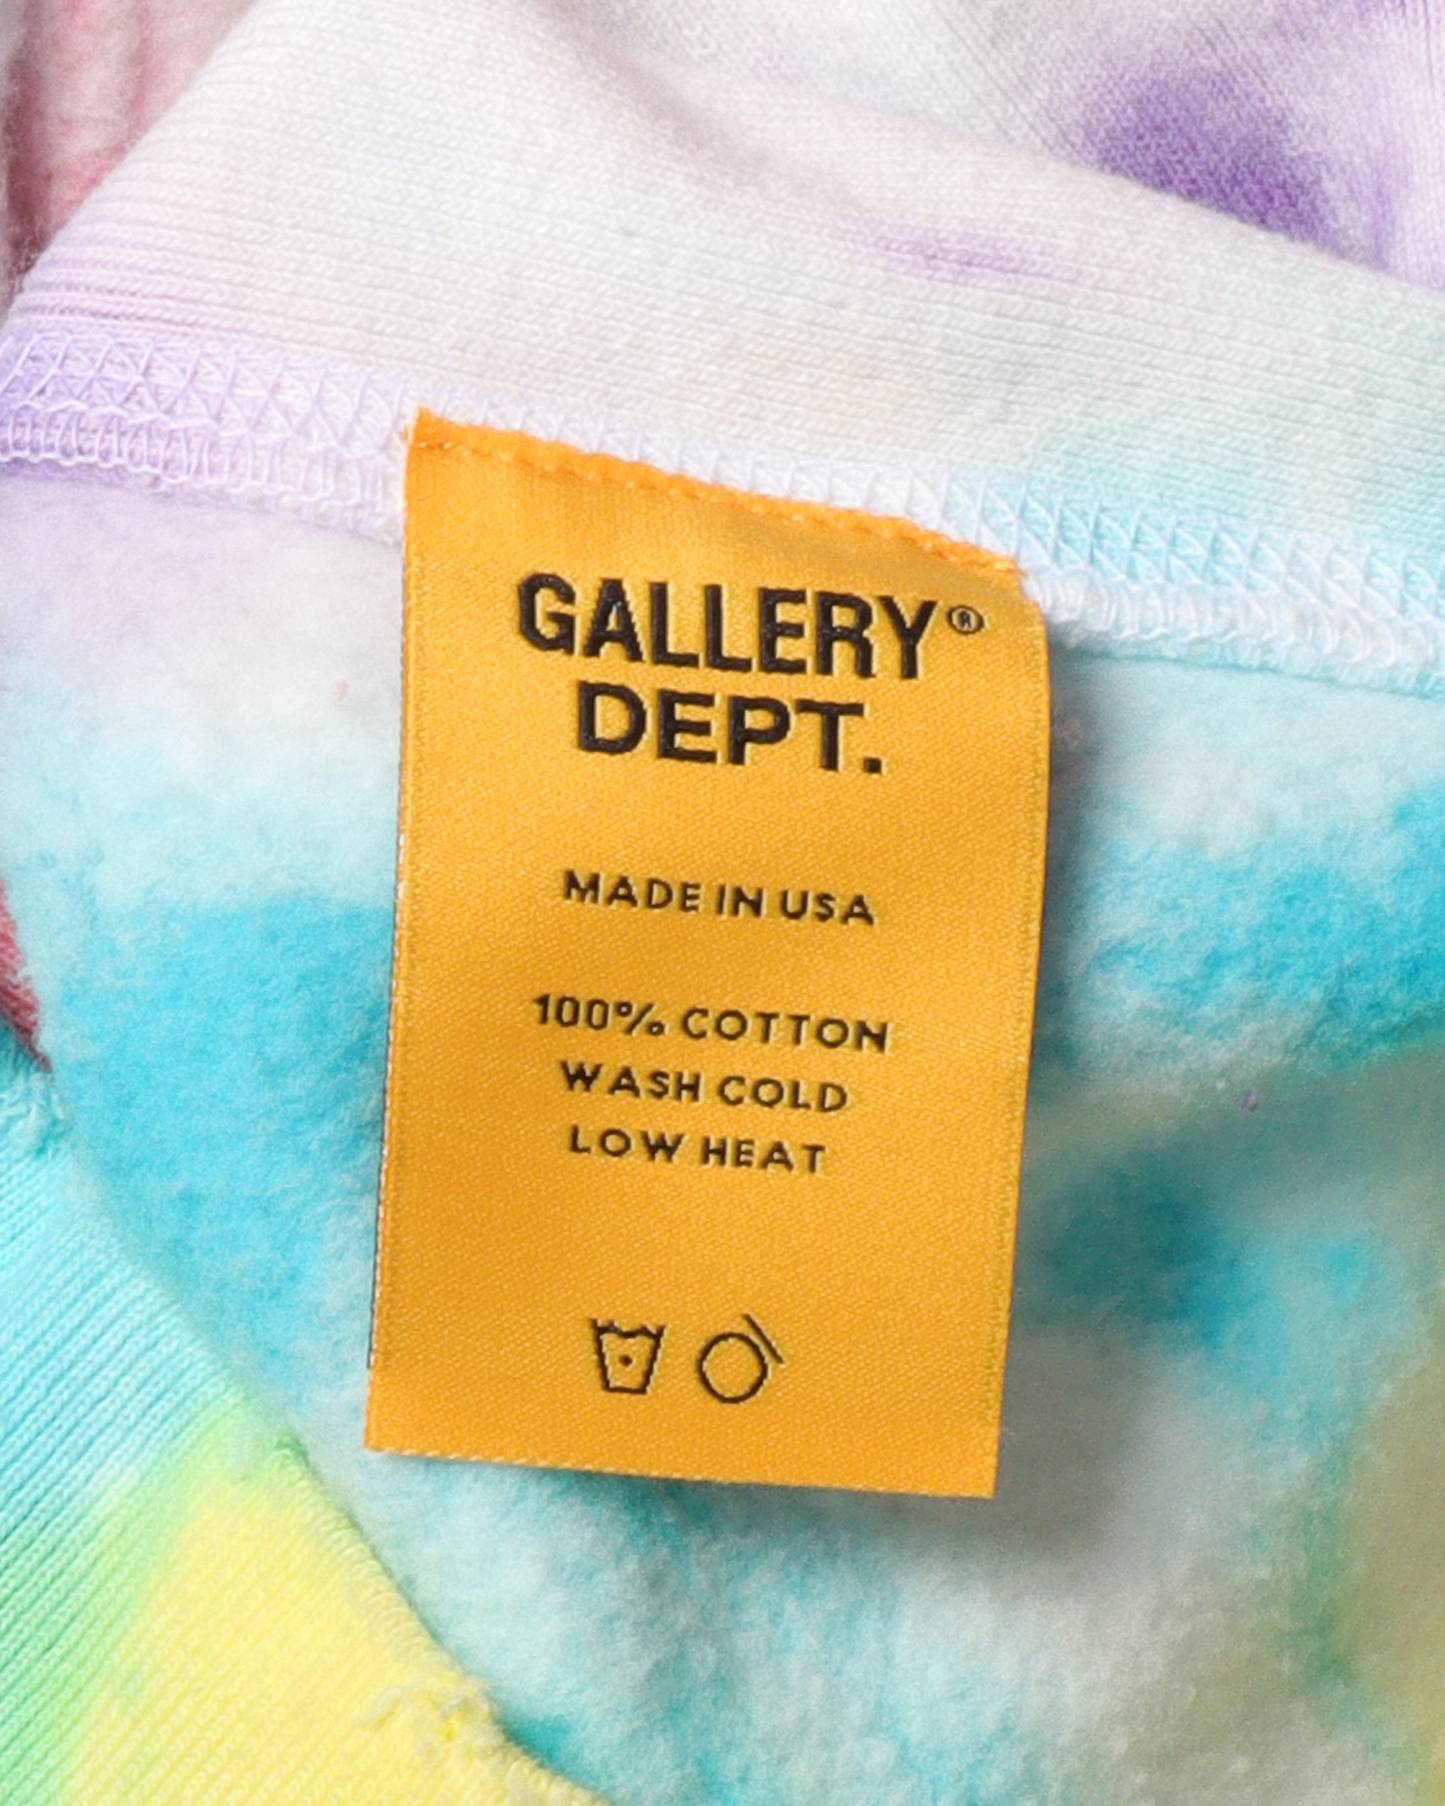 GALLERY®
DEPT.
MADE IN USA
100% COTTON
WASH COLD
LOW HEAT